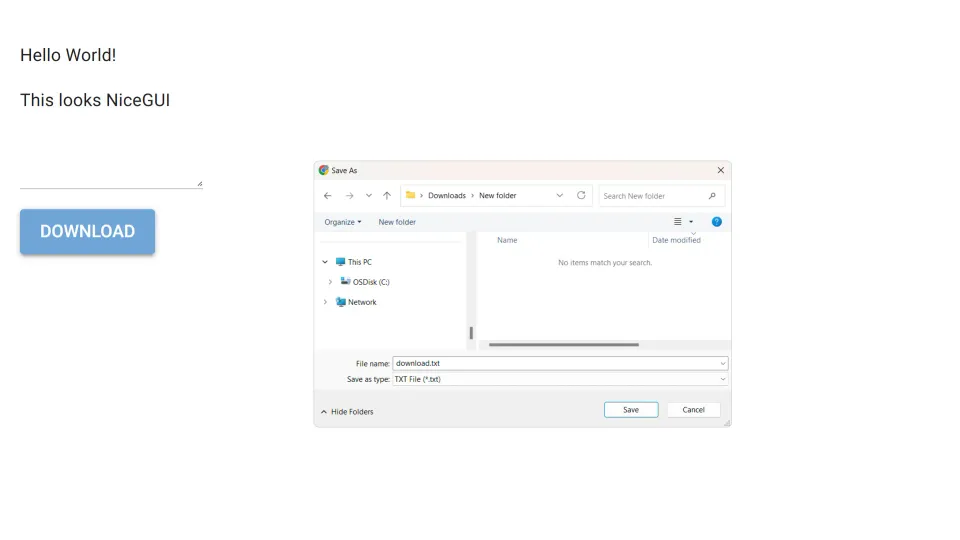 Hello World!
This looks NiceGUI
DOWNLOAD
Save As
Downloads New folder
Search New folder
Organize New folder
Name Date modified
No items match your search.
This PC
OSDisk (C:)
Network
File name: download.txt
Save as type: TXT File (*.txt)
Hide Folders Save Cancel